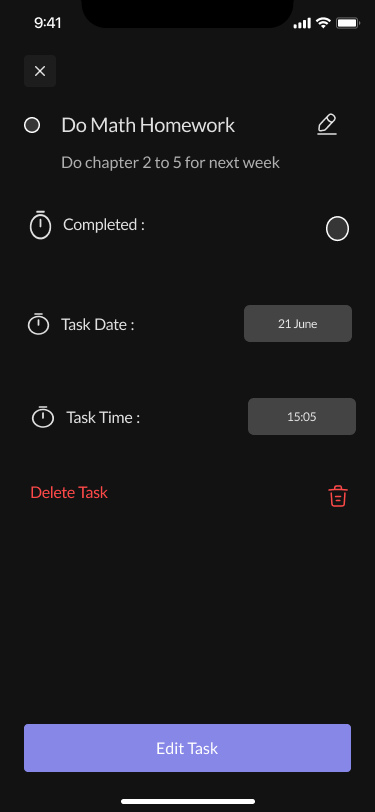 9:41
Do Math Homework
Do chapter 2 to 5 for next week
Completed :
Task Date :
21 June
Task Time :
15:05
Delete Task
Edit Task